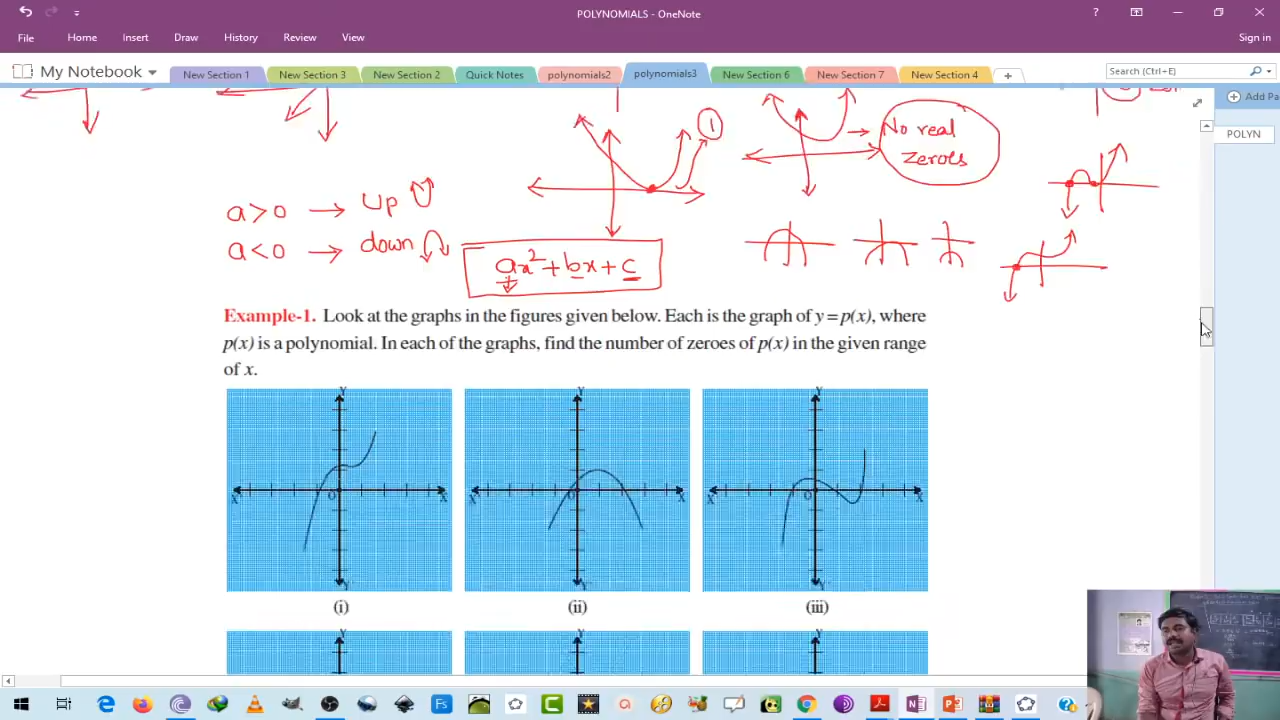 POLYNOMIALS - OneNote
?
File Home Insert Draw History Review View
Sign in
My Notebook
New Section 1
New Section 3
New Section 2
Quick Notes
polynomials2
polynomials3
New Section 6
New Section 7
New Section 4
Search (Ctrl+E)
Add Pa
POLYN
1
No real
zeroes
a>0 → up
a<0 → down
ax²+bx+c
Example-1. Look at the graphs in the figures given below. Each is the graph of y = p(x), where
p(x) is a polynomial. In each of the graphs, find the number of zeroes of p(x) in the given range
of x.
Y
X' O X
Y'
Y
X' O X
Y'
Y
X' O X
Y'
(i) (ii) (iii)
Y Y Y
Fs